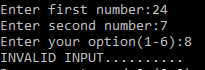 Enter first number:24
Enter second number:7
Enter your option(1-6):8
INVALID INPUT..........